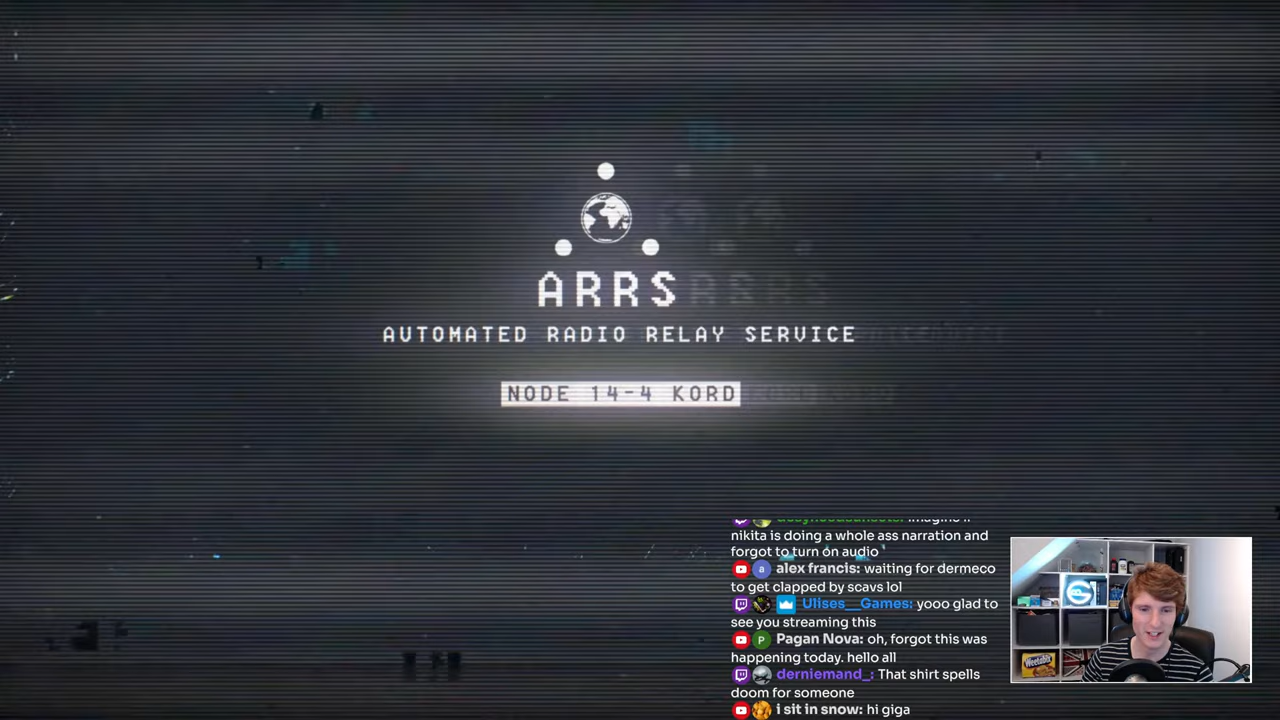 ARRS
AUTOMATED RADIO RELAY SERVICE
NODE 14-4 KORD
nikita is doing a whole ass narration and
forgot to turn on audio
a alex francis: waiting for dermeco
to get clapped by scavs lol
Ulises__Games: yooo glad to
see you streaming this
P Pagan Nova: oh, forgot this was
happening today. hello all
derniemand_: That shirt spells
doom for someone
i sit in snow: hi giga
Weetabix